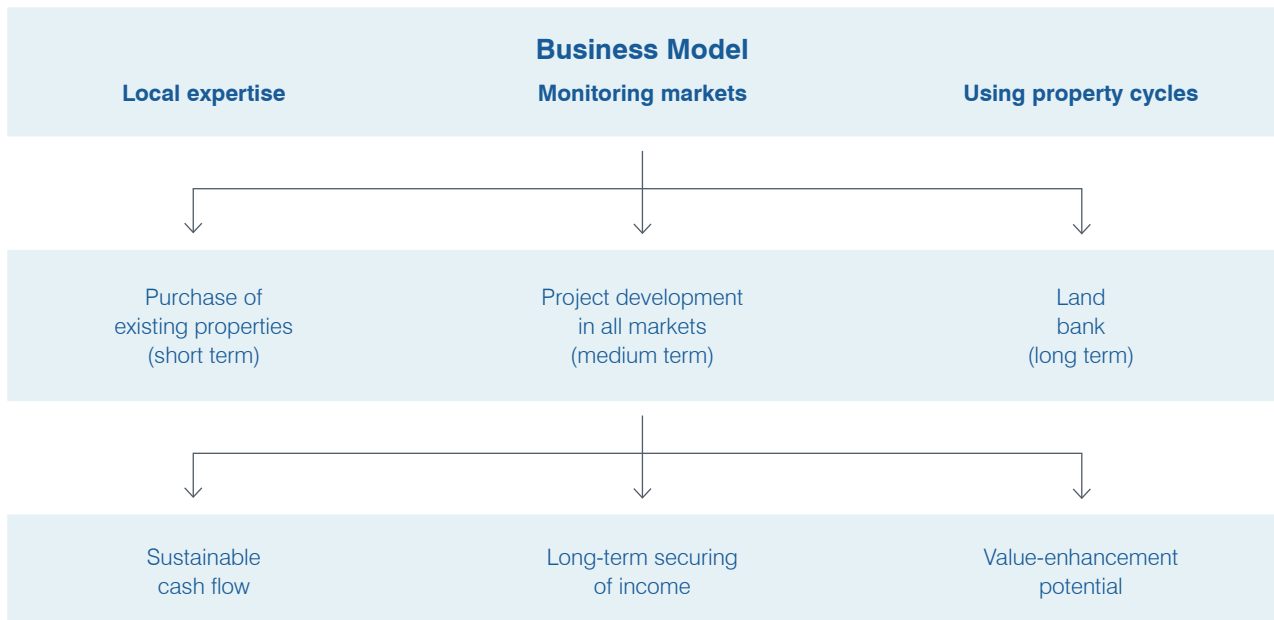 Business Model
Local expertise
Monitoring markets
Using property cycles
Purchase of
existing properties
(short term)
Project development
in all markets
(medium term)
Land
bank
(long term)
Sustainable
cash flow
Long-term securing
of income
Value-enhancement
potential